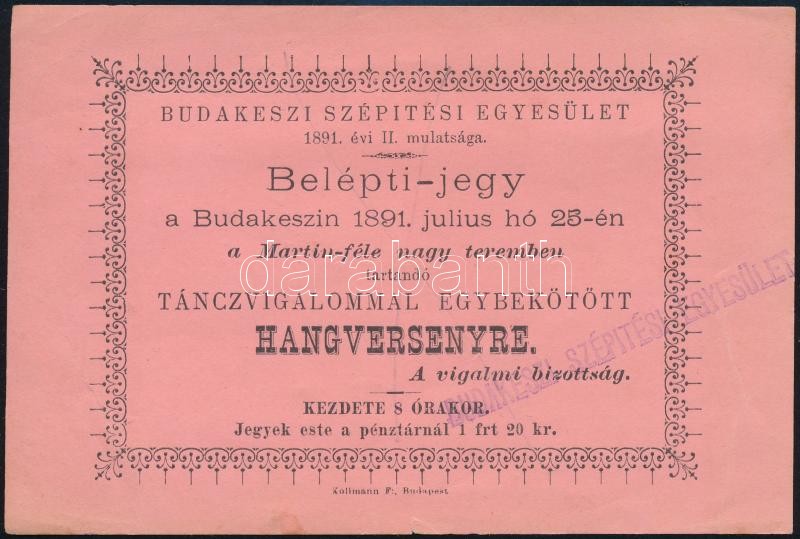 BUDAKESZI SZÉPITÉSI EGYESÜLET
1891. évi II. mulatsága.
Belépti-jegy
a Budakeszin 1891. julius hó 25-én
a Martin-féle nagy teremben
tartandó
TÁNCZVIGALOMMAL EGYBEKÖTÖTT
HANGVERSENYRE.
A vigalmi bizottság.
KEZDETE 8 ÓRAKOR.
Jegyek este a pénztárnál 1 frt 20 kr.
Kollmann F:, Budapest
BUDAKESZI SZÉPITÉSI EGYESÜLET
darabanth